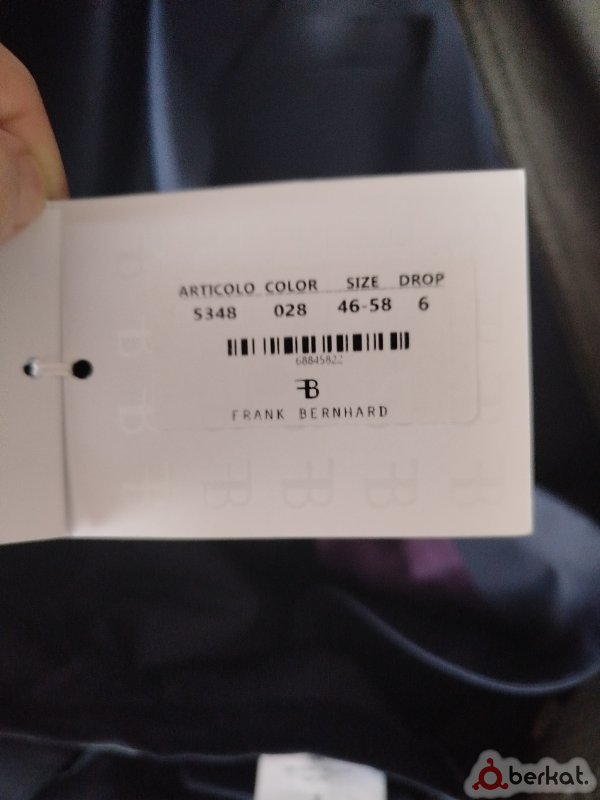 ARTICOLO COLOR SIZE DROP
5348 028 46-58 6
68845822
FB
FRANK BERNHARD
berkat.